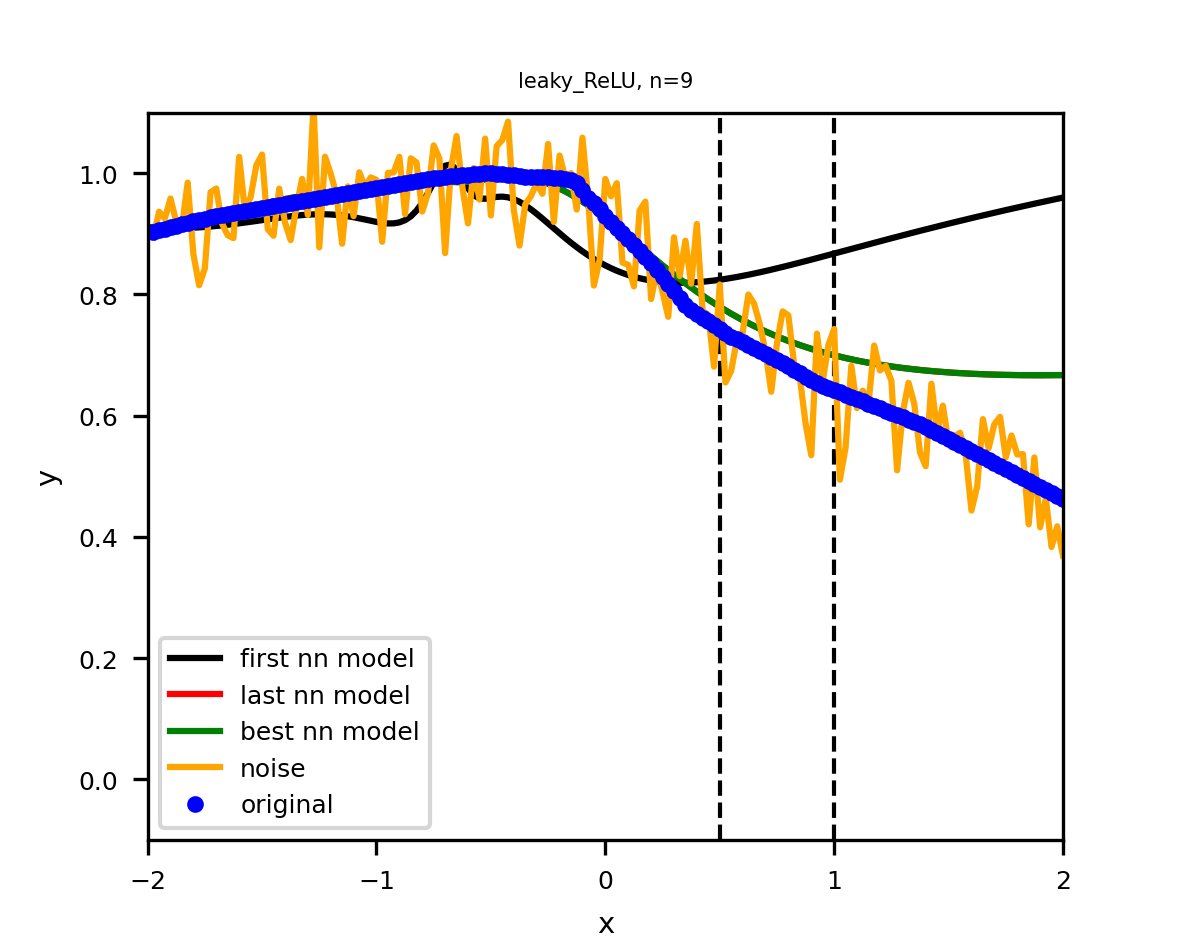 leaky_ReLU, n=9
1.0
0.8
0.6
0.4
0.2
0.0
y
first nn model
last nn model
best nn model
noise
original
−2
−1
0
1
2
x